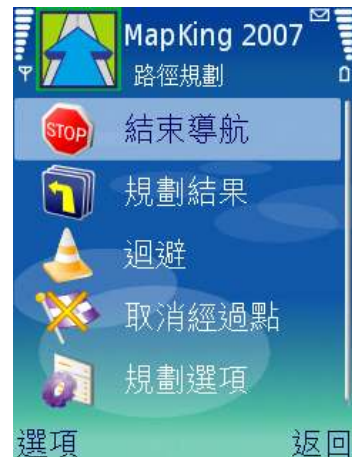 MapKing 2007
路徑規劃
STOP
結束導航
規劃結果
迴避
取消經過點
規劃選項
選項
返回